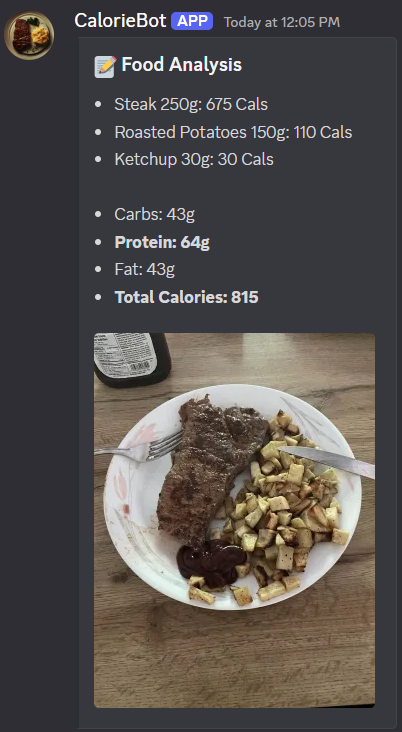 CalorieBot APP Today at 12:05 PM
📝 Food Analysis
• Steak 250g: 675 Cals
• Roasted Potatoes 150g: 110 Cals
• Ketchup 30g: 30 Cals
• Carbs: 43g
• Protein: 64g
• Fat: 43g
• Total Calories: 815